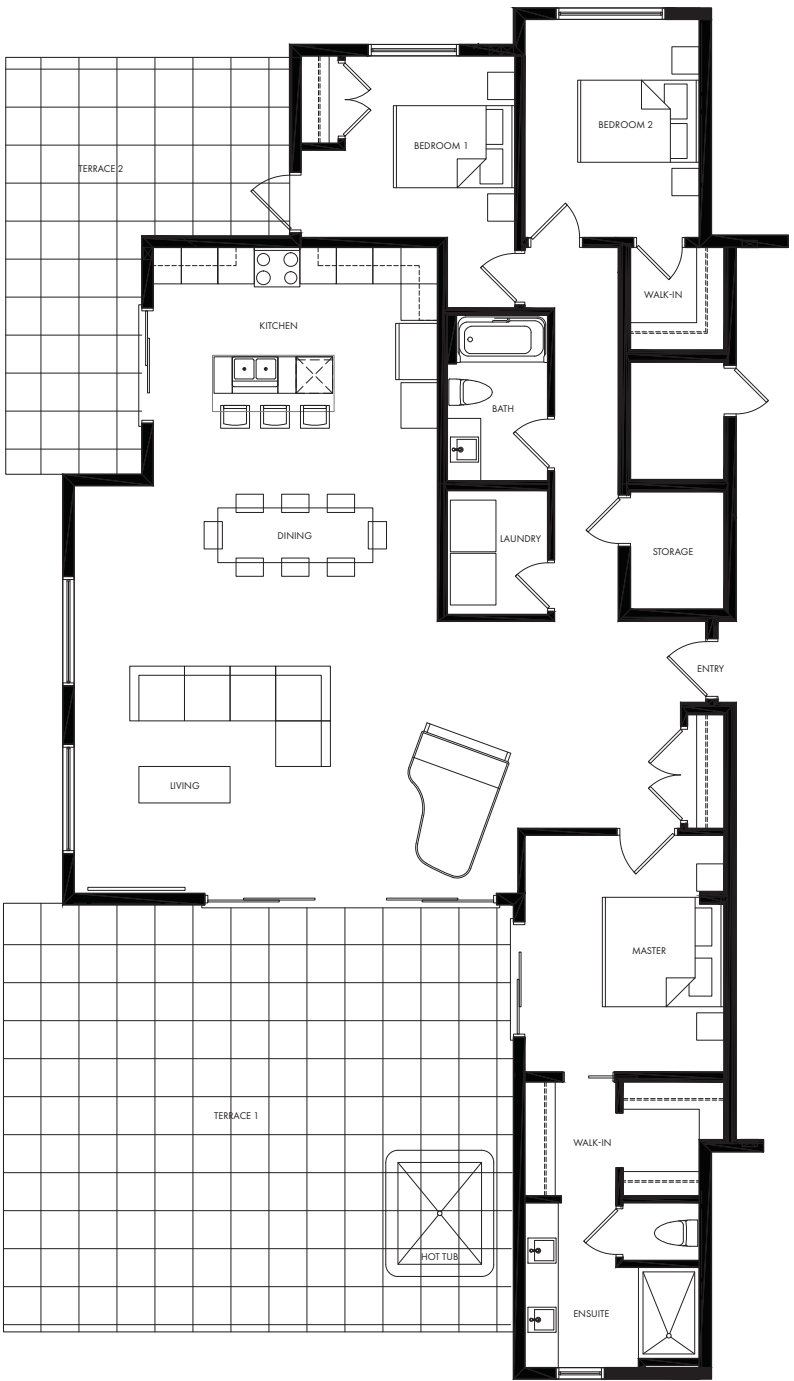 BEDROOM 2
BEDROOM 1
TERRACE 2
WALK-IN
KITCHEN
BATH
DINING
LAUNDRY
STORAGE
ENTRY
LIVING
MASTER
TERRACE 1
WALK-IN
HOT TUB
ENSUITE